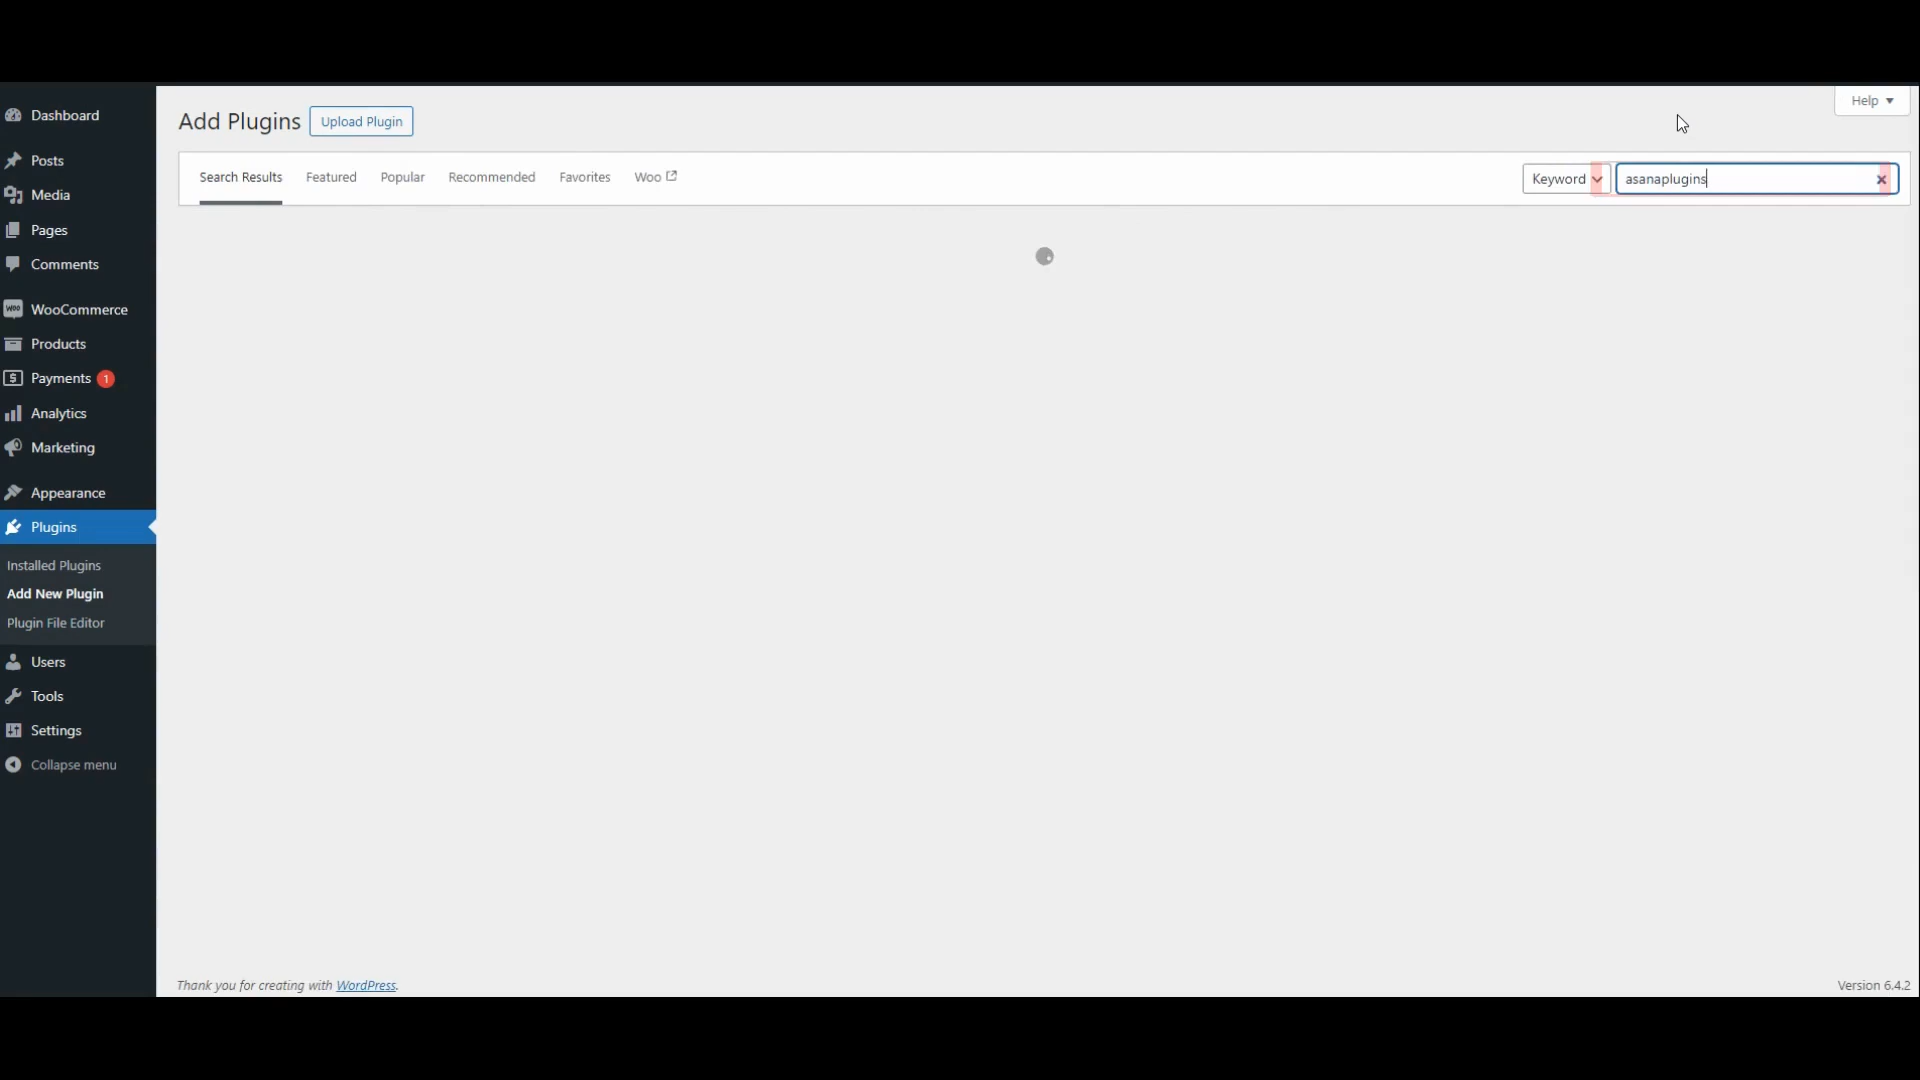 Help
Add Plugins
Upload Plugin
Search Results
Featured
Popular
Recommended
Favorites
Woo
Keyword
asanaplugins
Dashboard
Posts
Media
Pages
Comments
WOO
WooCommerce
Products
Payments 1
Analytics
Marketing
Appearance
Plugins
Installed Plugins
Add New Plugin
Plugin File Editor
Users
Tools
Settings
Collapse menu
Thank you for creating with WordPress.
Version 6.4.2